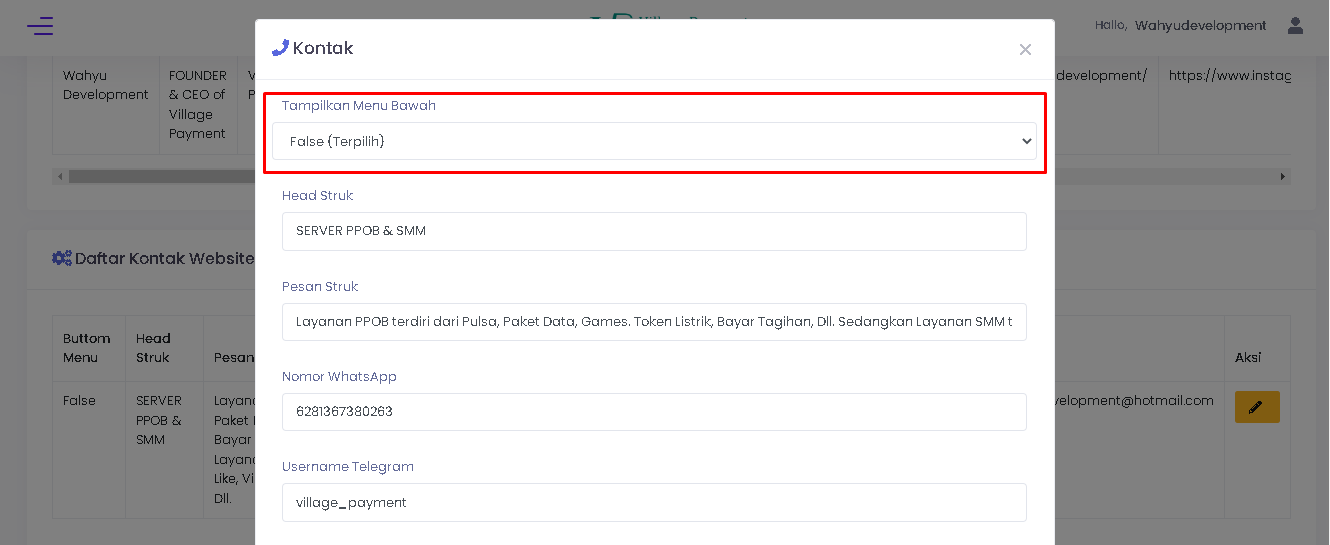 Hallo, Wahyudevelopment
Kontak ×
Wahyu
Development
FOUNDER
& CEO of
Village
Payment
development/
https://www.instag
Tampilkan Menu Bawah
False (Terpilih)
Head Struk
SERVER PPOB & SMM
Pesan Struk
Layanan PPOB terdiri dari Pulsa, Paket Data, Games. Token Listrik, Bayar Tagihan, Dll. Sedangkan Layanan SMM t
Nomor WhatsApp
6281367380263
Username Telegram
village_payment
Daftar Kontak Website
Buttom
Menu
Head
Struk
Pesan
Aksi
False
SERVER
PPOB &
SMM
Layan
Paket
Bayar
Layan
Like, Vi
Dll.
velopment@hotmail.com